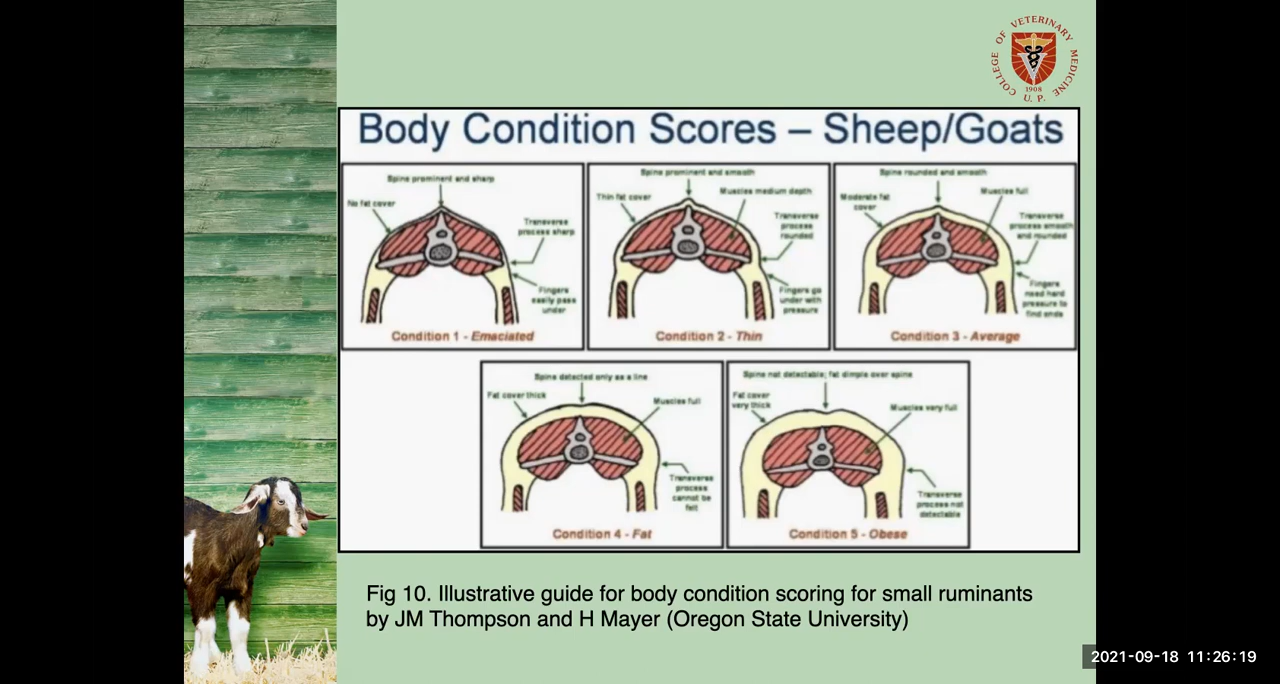 COLLEGE OF VETERINARY MEDICINE
1908
U. P.
Body Condition Scores – Sheep/Goats
Spine prominent and sharp
No fat cover
Transverse
process sharp
Fingers
easily pass
under
Condition 1 - Emaciated
Spine prominent and smooth
Thin fat cover
Muscles medium depth
Transverse
process
rounded
Fingers go
under with
pressure
Condition 2 - Thin
Spine rounded and smooth
Moderate fat
cover
Muscles full
Transverse
process smooth
and rounded
Fingers
need hard
pressure to
find ends
Condition 3 - Average
Spine detected only as a line
Fat cover thick
Muscles full
Transverse
process
cannot be
felt
Condition 4 - Fat
Spine not detectable; fat dimple over spine
Fat cover
very thick
Muscles very full
Transverse
process not
detectable
Condition 5 - Obese
Fig 10. Illustrative guide for body condition scoring for small ruminants
by JM Thompson and H Mayer (Oregon State University)
2021-09-18 11:26:19